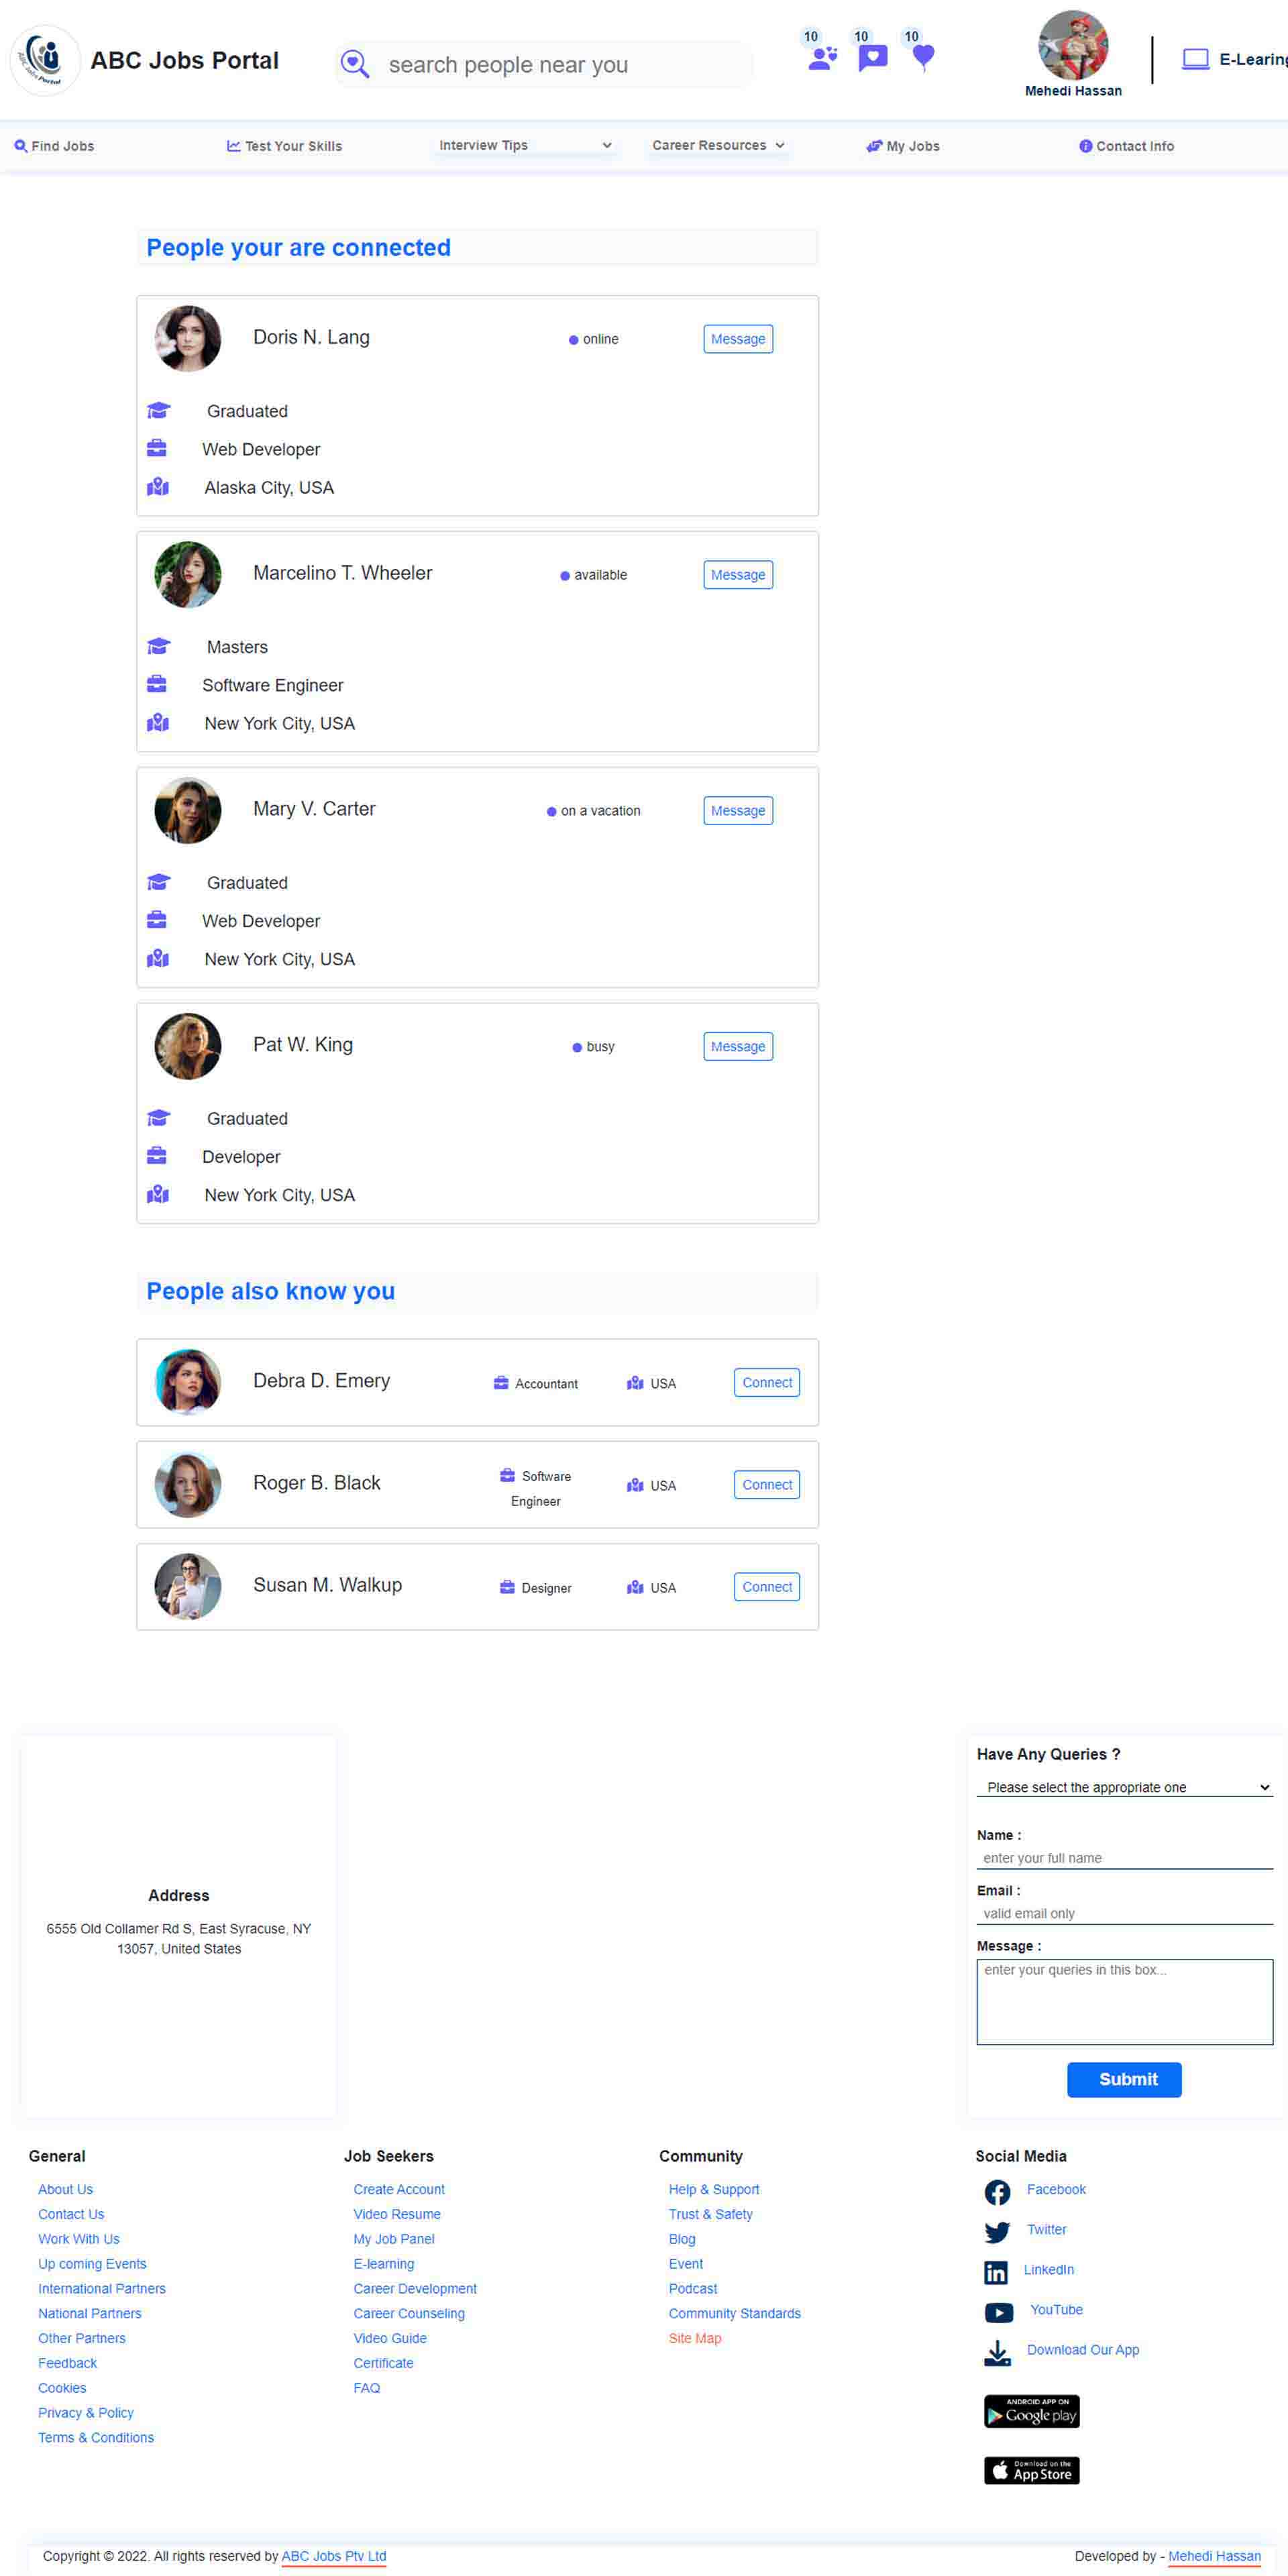 ABC Jobs Portal
ABC Jobs Portal
search people near you
10
10
10
Mehedi Hassan
E-Learing
Find Jobs
Test Your Skills
Interview Tips
Career Resources
My Jobs
Contact Info
People your are connected
Doris N. Lang
online
Message
Graduated
Web Developer
Alaska City, USA
Marcelino T. Wheeler
available
Message
Masters
Software Engineer
New York City, USA
Mary V. Carter
on a vacation
Message
Graduated
Web Developer
New York City, USA
Pat W. King
busy
Message
Graduated
Developer
New York City, USA
People also know you
Debra D. Emery
Accountant
USA
Connect
Roger B. Black
Software
Engineer
USA
Connect
Susan M. Walkup
Designer
USA
Connect
Address
6555 Old Collamer Rd S, East Syracuse, NY
13057, United States
Have Any Queries ?
Please select the appropriate one
Name :
enter your full name
Email :
valid email only
Message :
enter your queries in this box...
Submit
General
About Us
Contact Us
Work With Us
Up coming Events
International Partners
National Partners
Other Partners
Feedback
Cookies
Privacy & Policy
Terms & Conditions
Job Seekers
Create Account
Video Resume
My Job Panel
E-learning
Career Development
Career Counseling
Video Guide
Certificate
FAQ
Community
Help & Support
Trust & Safety
Blog
Event
Podcast
Community Standards
Site Map
Social Media
Facebook
Twitter
LinkedIn
YouTube
Download Our App
ANDROID APP ON
Google play
Download on the
App Store
Copyright © 2022. All rights reserved by ABC Jobs Ptv Ltd
Developed by - Mehedi Hassan